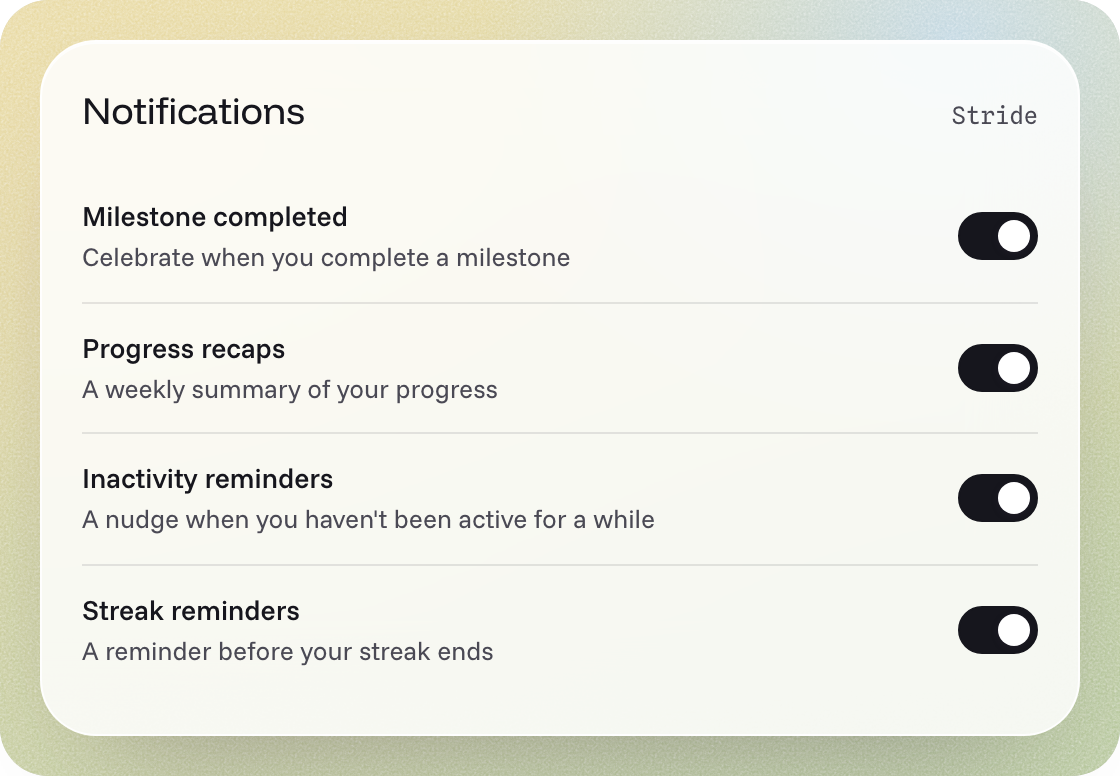 Notifications
Stride
Milestone completed
Celebrate when you complete a milestone
Progress recaps
A weekly summary of your progress
Inactivity reminders
A nudge when you haven't been active for a while
Streak reminders
A reminder before your streak ends